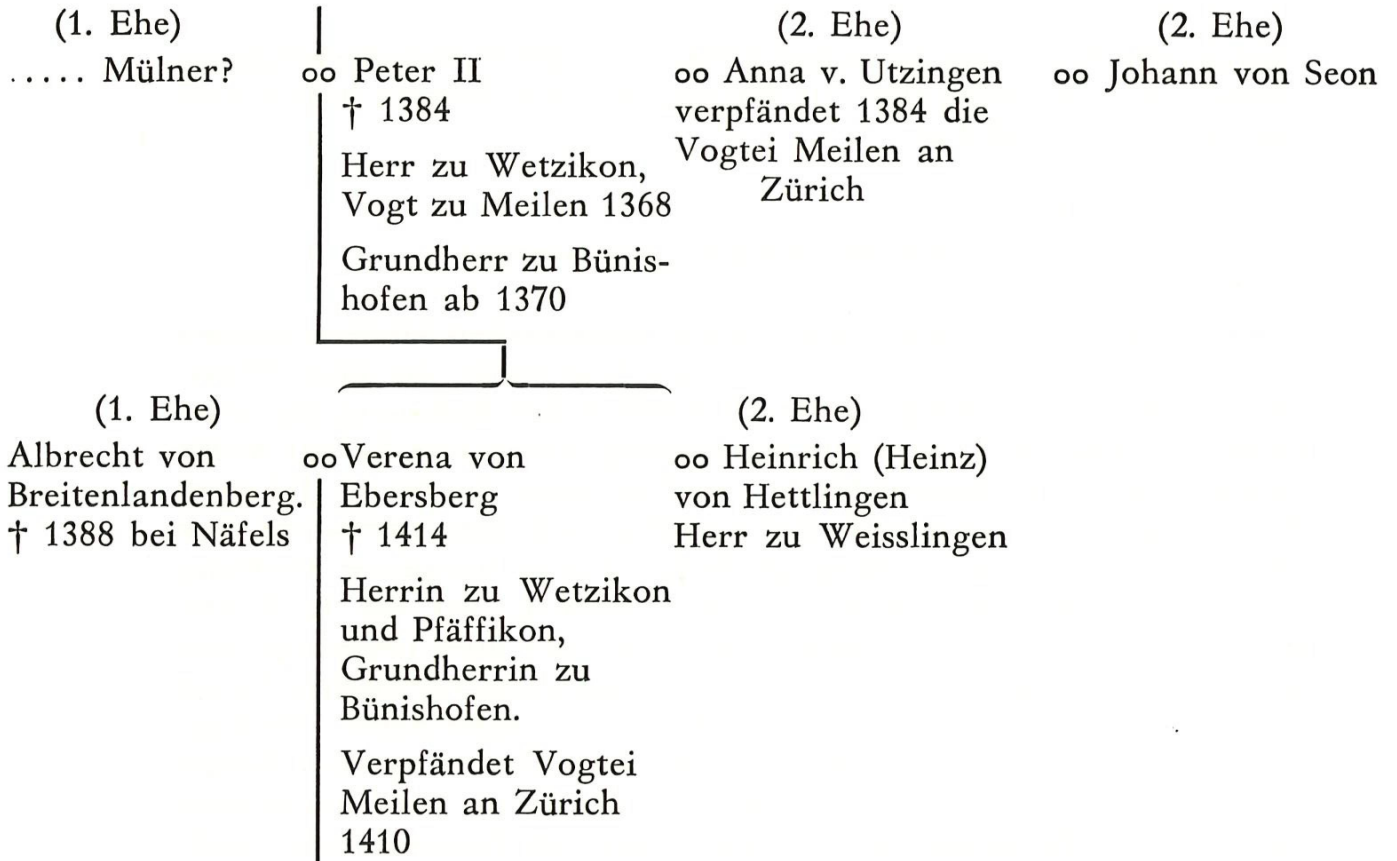 (1. Ehe)
..... Mülner?
oo Peter II
† 1384
Herr zu Wetzikon,
Vogt zu Meilen 1368
Grundherr zu Bünis-
hofen ab 1370
(2. Ehe)
oo Anna v. Utzingen
verpfändet 1384 die
Vogtei Meilen an
Zürich
(2. Ehe)
oo Johann von Seon
(1. Ehe)
Albrecht von
Breitenlandenberg.
† 1388 bei Näfels
oo Verena von
Ebersberg
† 1414
Herrin zu Wetzikon
und Pfäffikon,
Grundherrin zu
Bünishofen.
Verpfändet Vogtei
Meilen an Zürich
1410
(2. Ehe)
oo Heinrich (Heinz)
von Hettlingen
Herr zu Weisslingen